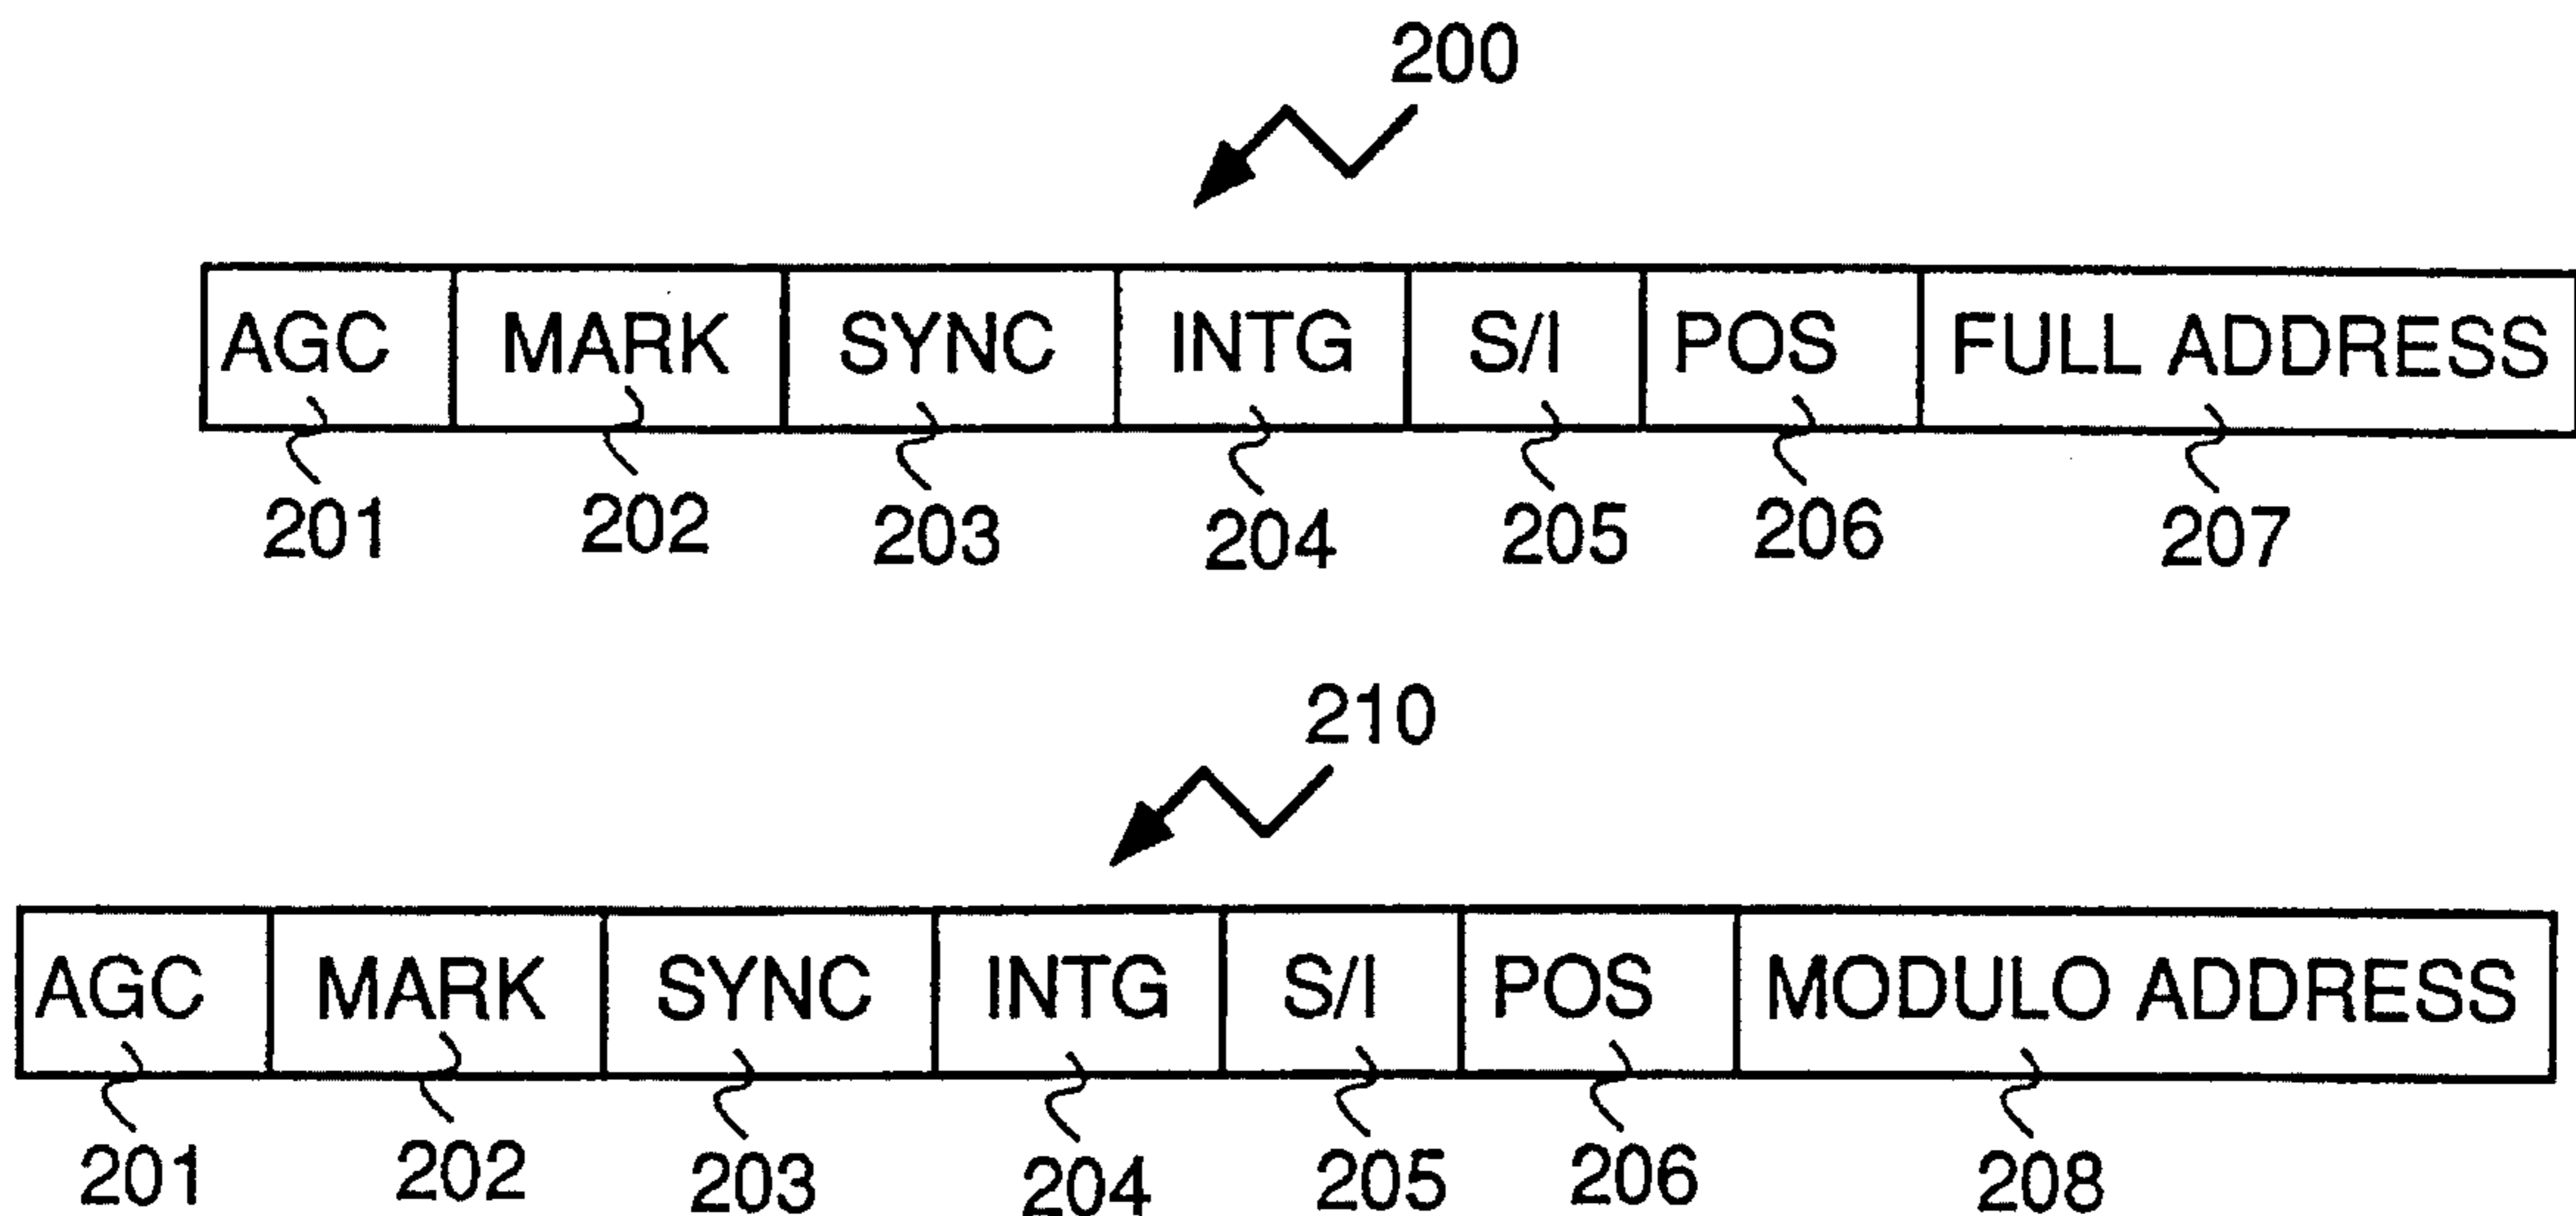 200
AGC MARK SYNC INTG S/I POS FULL ADDRESS
201 202 203 204 205 206 207
210
AGC MARK SYNC INTG S/I POS MODULO ADDRESS
201 202 203 204 205 206 208